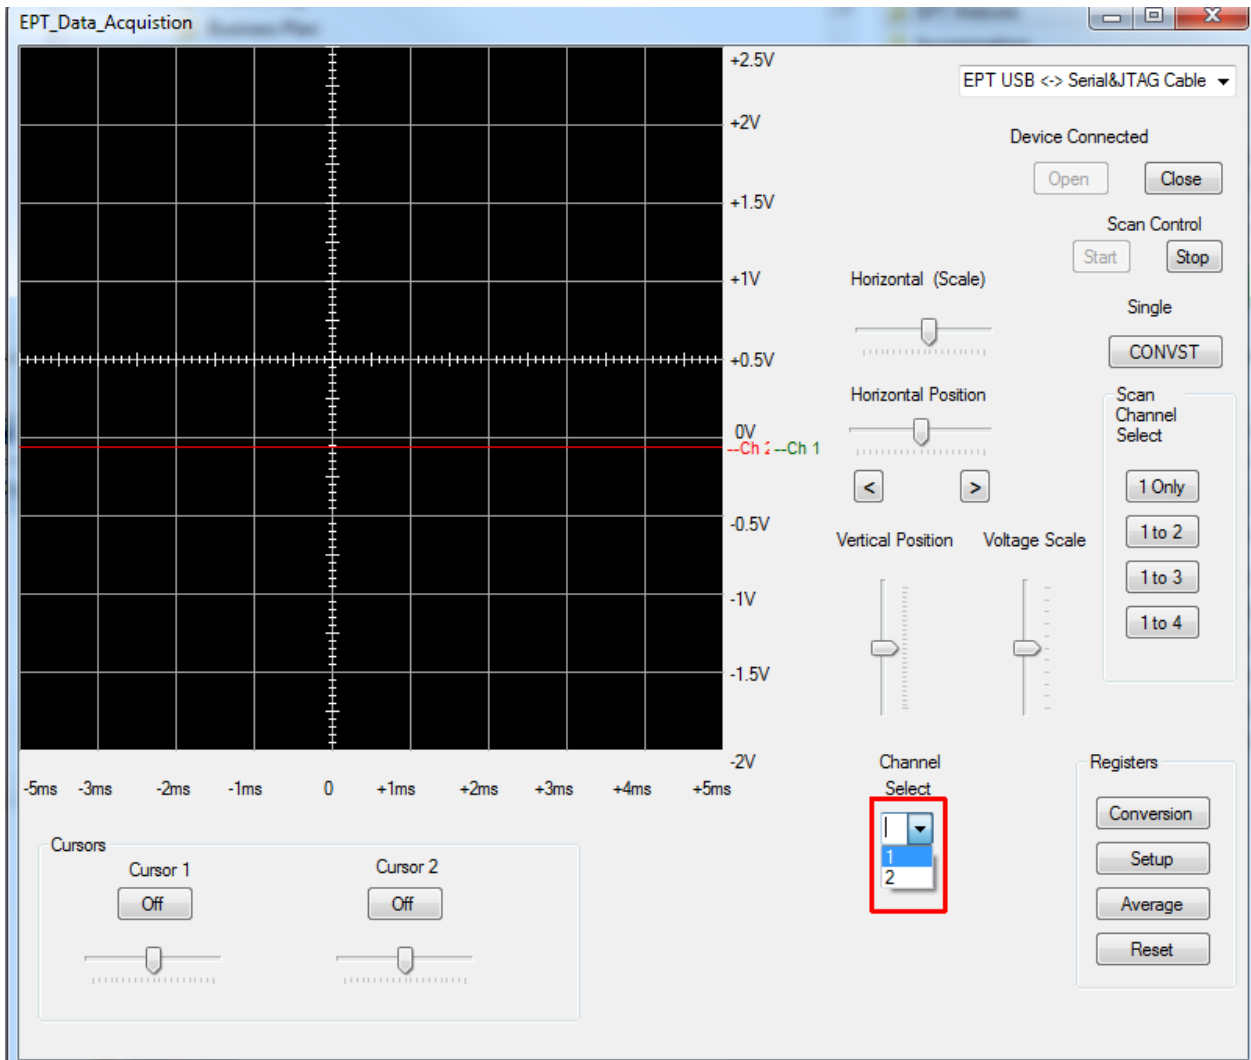 EPT_Data_Acquistion
+2.5V
EPT USB <-> Serial&JTAG Cable
+2V
Device Connected
Open
Close
+1.5V
Scan Control
Start
Stop
+1V
Horizontal (Scale)
Single
CONVST
+0.5V
Horizontal Position
Scan
Channel
Select
0V
--Ch 2
--Ch 1
<
>
1 Only
-0.5V
1 to 2
Vertical Position
Voltage Scale
1 to 3
-1V
1 to 4
-1.5V
-2V
Channel
Select
Registers
-5ms -3ms -2ms -1ms 0 +1ms +2ms +3ms +4ms +5ms
1
2
Conversion
Setup
Average
Reset
Cursors
Cursor 1
Cursor 2
Off
Off